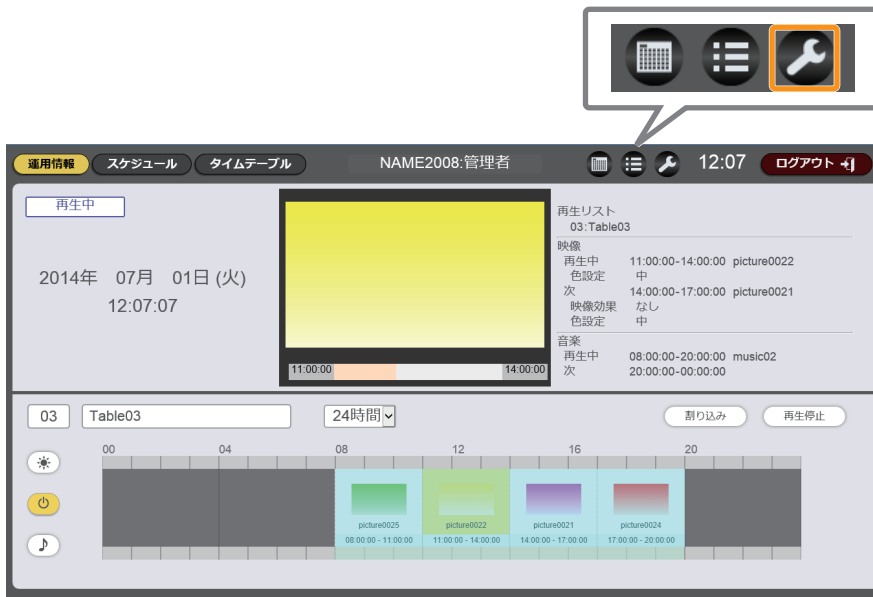 運用情報 スケジュール タイムテーブル NAME2008:管理者 12:07 ログアウト
再生中
2014年 07月 01日 (火)
12:07:07
11:00:00 14:00:00
再生リスト
03:Table03
映像
再生中 11:00:00-14:00:00 picture0022
色設定 中
次 14:00:00-17:00:00 picture0021
映像効果 なし
色設定 中
音楽
再生中 08:00:00-20:00:00 music02
次 20:00:00-00:00:00
03 Table03 24時間 割り込み 再生停止
00 04 08 12 16 20
picture0025 picture0022 picture0021 picture0024
08:00:00 - 11:00:00 11:00:00 - 14:00:00 14:00:00 - 17:00:00 17:00:00 - 20:00:00